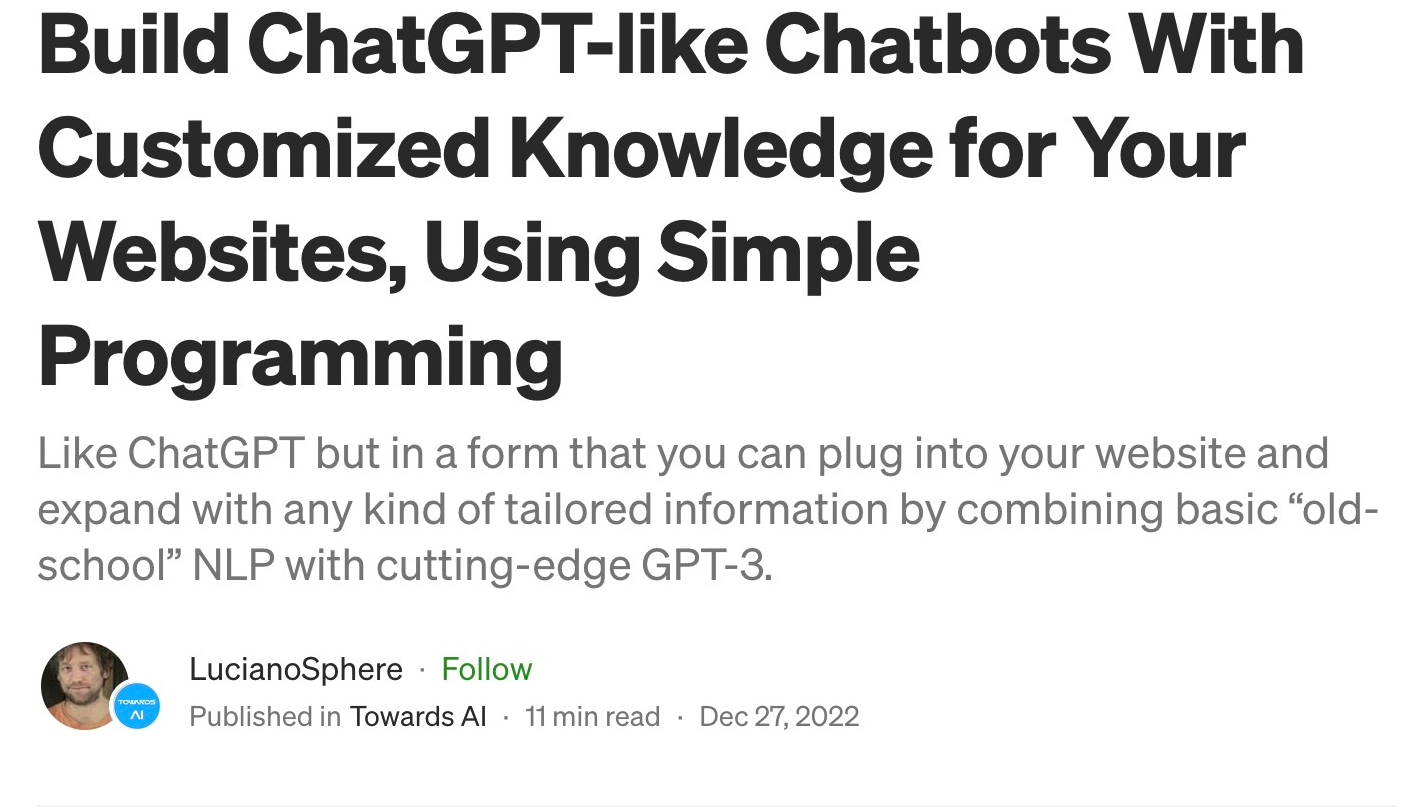 Build ChatGPT-like Chatbots With
Customized Knowledge for Your
Websites, Using Simple
Programming
Like ChatGPT but in a form that you can plug into your website and
expand with any kind of tailored information by combining basic “old-
school” NLP with cutting-edge GPT-3.
LucianoSphere · Follow
TOWARDS
AI
Published in Towards AI · 11 min read · Dec 27, 2022